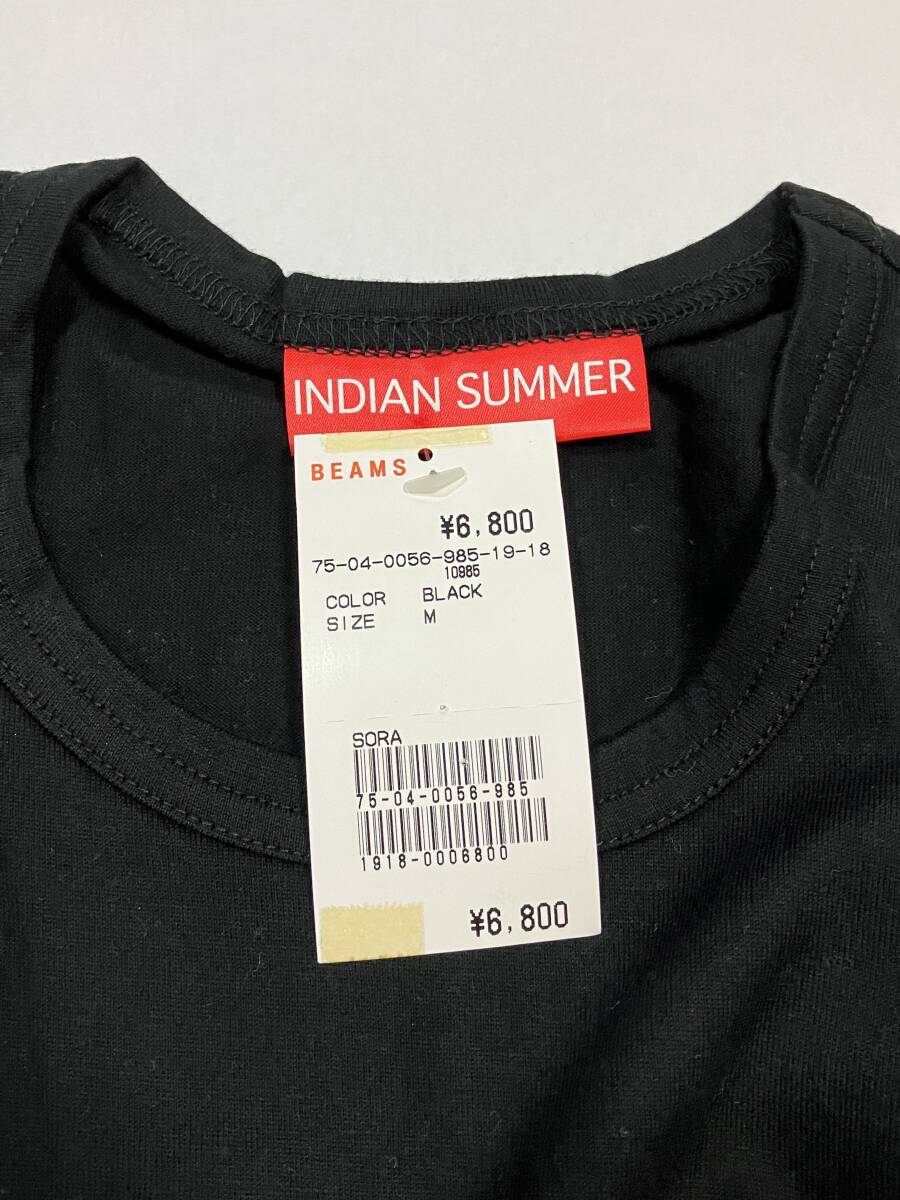 INDIAN SUMMER
BEAMS
¥6,800
75-04-0056-985-19-18
10985
COLOR BLACK
SIZE M
SORA
75-04-0056-985
1918-0006800
¥6,800